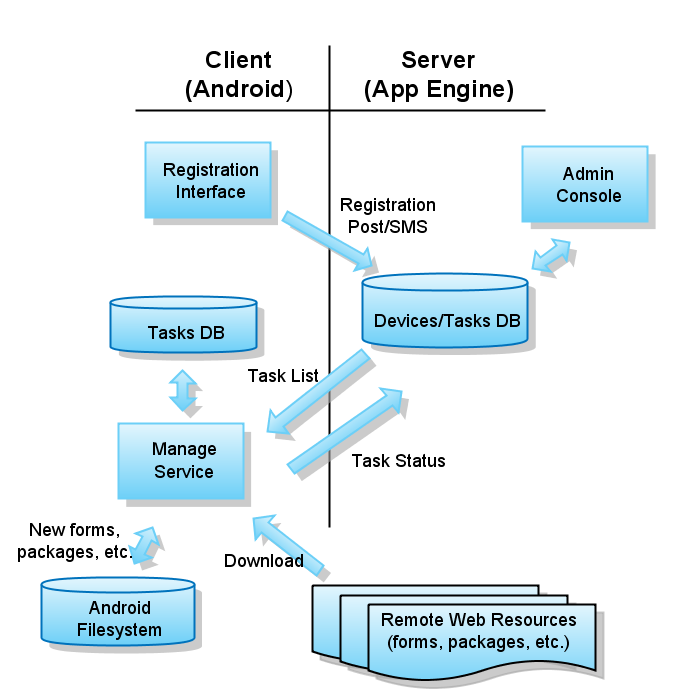 Client
(Android)
Server
(App Engine)
Registration
Interface
Admin
Console
Registration
Post/SMS
Devices/Tasks DB
Tasks DB
Task List
Manage
Service
Task Status
New forms,
packages, etc.
Download
Android
Filesystem
Remote Web Resources
(forms, packages, etc.)